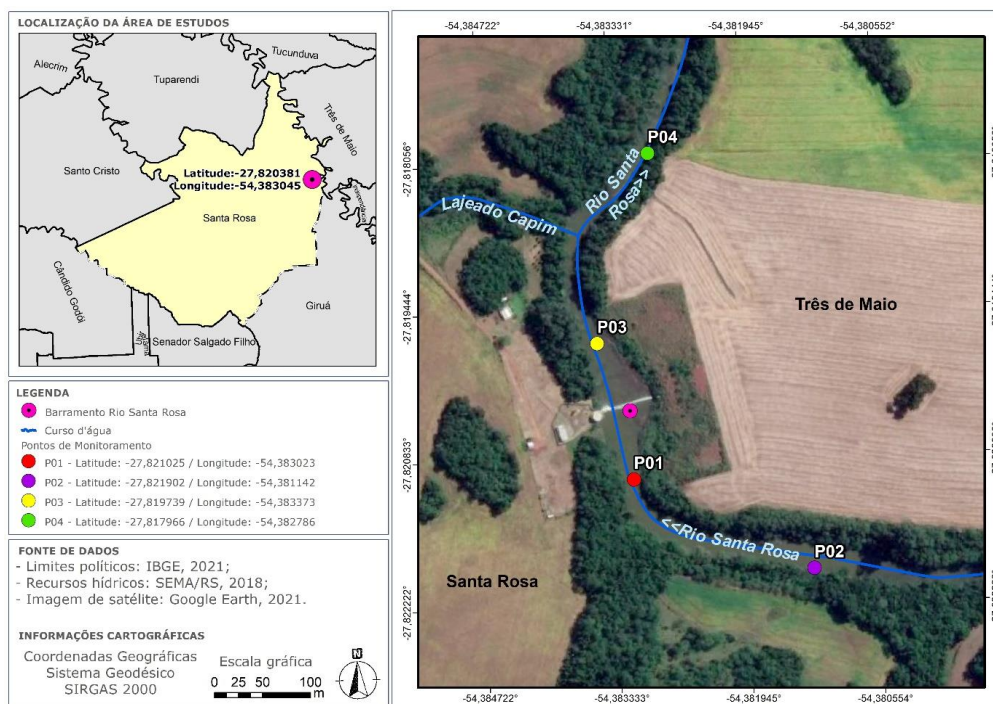 LOCALIZAÇÃO DA ÁREA DE ESTUDOS
Alecrim
Tucunduva
Tuparendi
Três de Maio
Santo Cristo
Latitude:-27,820381
Longitude:-54,383045
Santa Rosa
Cândido Godói
Giruá
Senador Salgado Filho
LEGENDA
Barramento Rio Santa Rosa
Curso d'água
Pontos de Monitoramento
P01 - Latitude: -27,821025 / Longitude: -54,383023
P02 - Latitude: -27,821902 / Longitude: -54,381142
P03 - Latitude: -27,819739 / Longitude: -54,383373
P04 - Latitude: -27,817966 / Longitude: -54,382786
FONTE DE DADOS
- Limites políticos: IBGE, 2021;
- Recursos hídricos: SEMA/RS, 2018;
- Imagem de satélite: Google Earth, 2021.
INFORMAÇÕES CARTOGRÁFICAS
Coordenadas Geográficas
Sistema Geodésico
SIRGAS 2000
Escala gráfica
0 25 50 100
m
N
-54,384722° -54,383331° -54,381945° -54,380552°
-27,818056°
-27,819444°
-27,820833°
-27,822222°
P04
Rio Santa
Rosa>>
Lajeado Capim
Três de Maio
P03
P01
<<Rio Santa Rosa
P02
Santa Rosa
-54,384722° -54,383333° -54,381945° -54,380554°